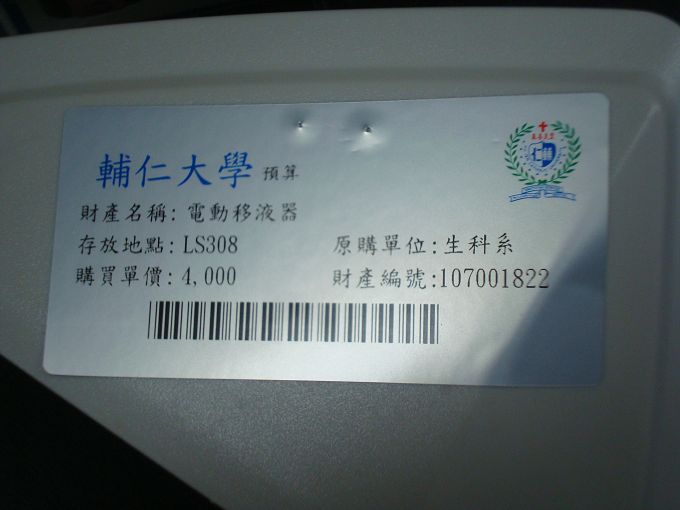 輔仁大學 預算
財產名稱: 電動移液器
存放地點: LS308 原購單位: 生科系
購買單價: 4,000 財產編號:107001822